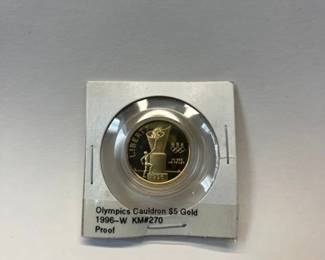 LIBERTY
Olympics Cauldron $5 Gold
1996-W KM#270
Proof